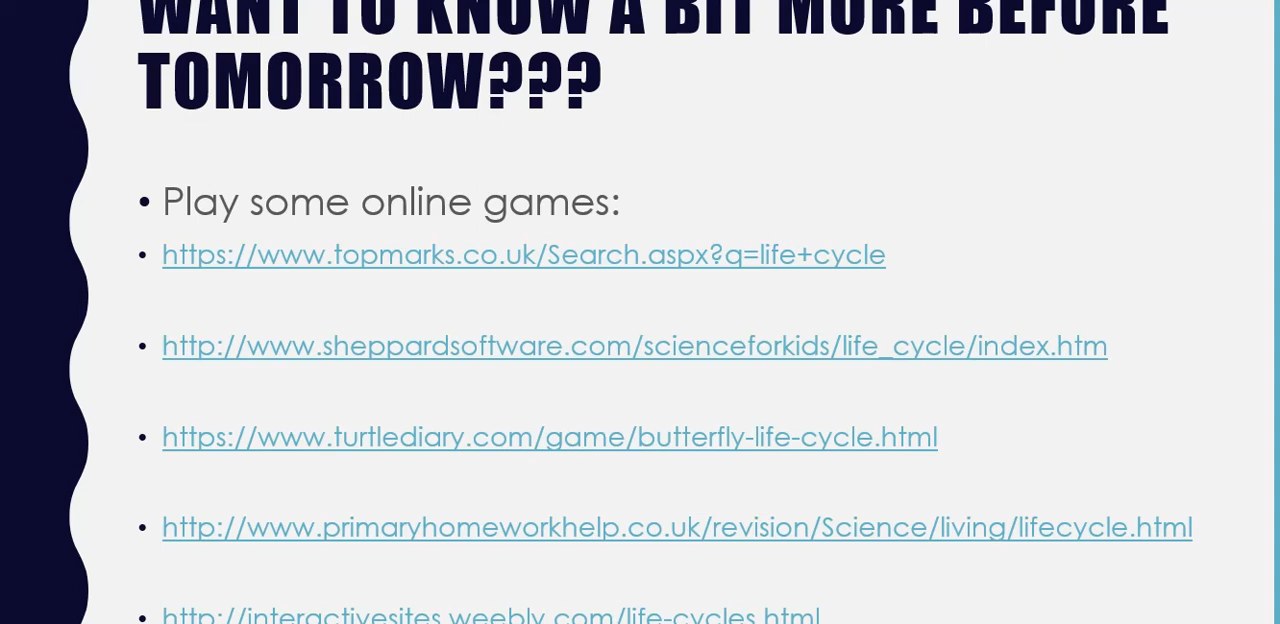 WANT TO KNOW A BIT MORE BEFORE
TOMORROW???
• Play some online games:
• https://www.topmarks.co.uk/Search.aspx?q=life+cycle
• http://www.sheppardsoftware.com/scienceforkids/life_cycle/index.htm
• https://www.turtlediary.com/game/butterfly-life-cycle.html
• http://www.primaryhomeworkhelp.co.uk/revision/Science/living/lifecycle.html
• http://interactivesites.weebly.com/life-cycles.html